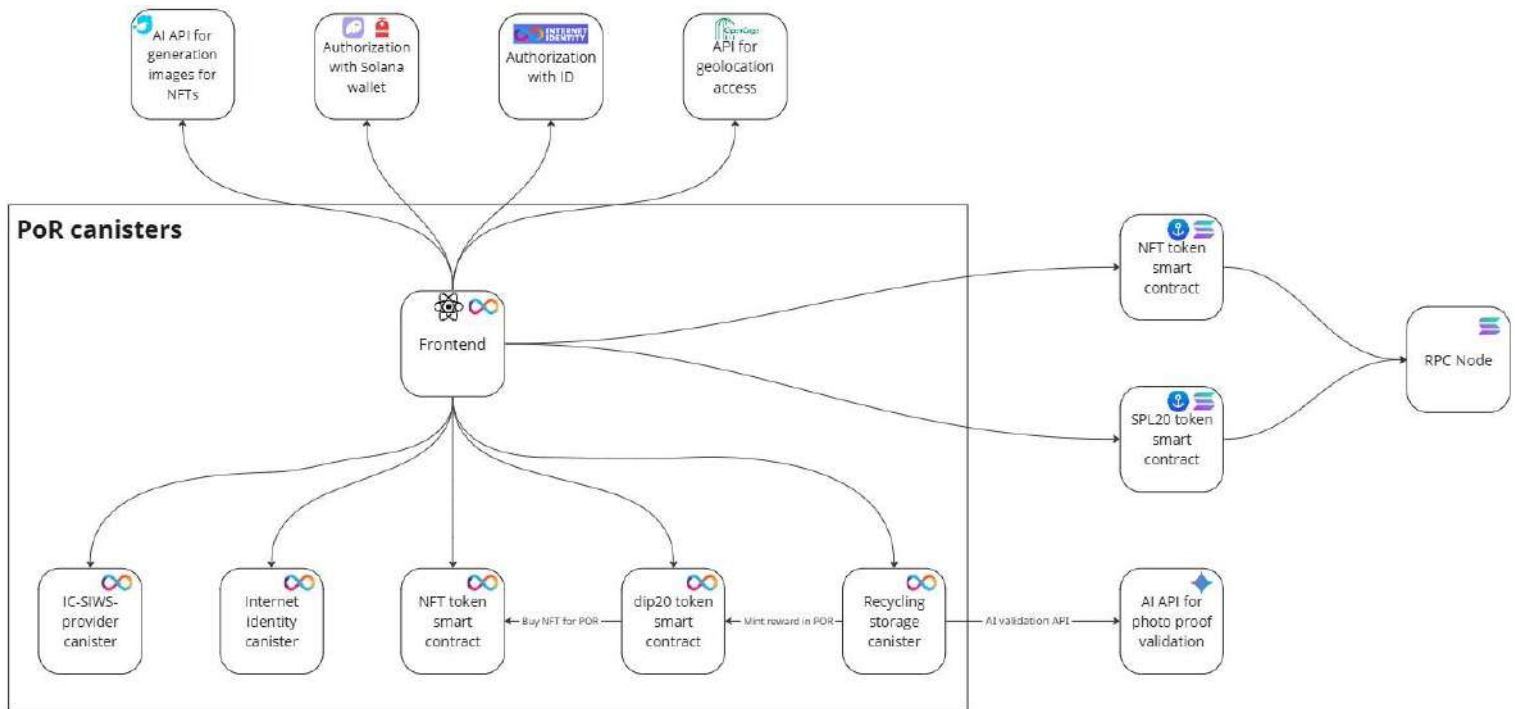 AI API for
generation
images for
NFTs
Authorization
with Solana
wallet
INTERNET
IDENTITY
Authorization
with ID
OpenCage
API for
geolocation
access
PoR canisters
Frontend
NFT token
smart
contract
RPC Node
SPL20 token
smart
contract
IC-SIWS-
provider
canister
Internet
identity
canister
NFT token
smart
contract
Buy NFT for POR
dip20 token
smart
contract
Mint reward in POR
Recycling
storage
canister
AI validation API
AI API for
photo proof
validation